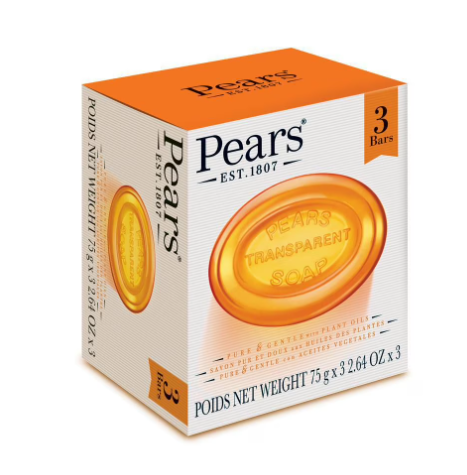 Pears®
EST. 1807
3
Bars
Pears®
EST. 1807
PEARS
TRANSPARENT
SOAP
PURE & GENTLE WITH PLANT OILS
SAVON PUR ET DOUX AUX HUILES DES PLANTES
PURE & GENTLE CON ACEITES VEGETALES
POIDS NET WEIGHT 75 g x 3 2.64 OZ x 3
Pears®
EST. 1807
POIDS NET WEIGHT 75 g x 3 2.64 OZ x 3
3
Bars